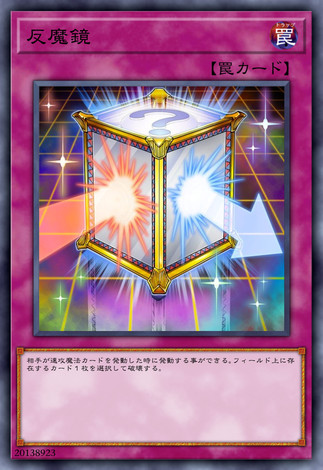 反魔鏡
トラップ
罠
【罠カード】
?
相手が速攻魔法カードを発動した時に発動する事ができる。フィールド上に存
在するカード１枚を選択して破壊する。
20138923